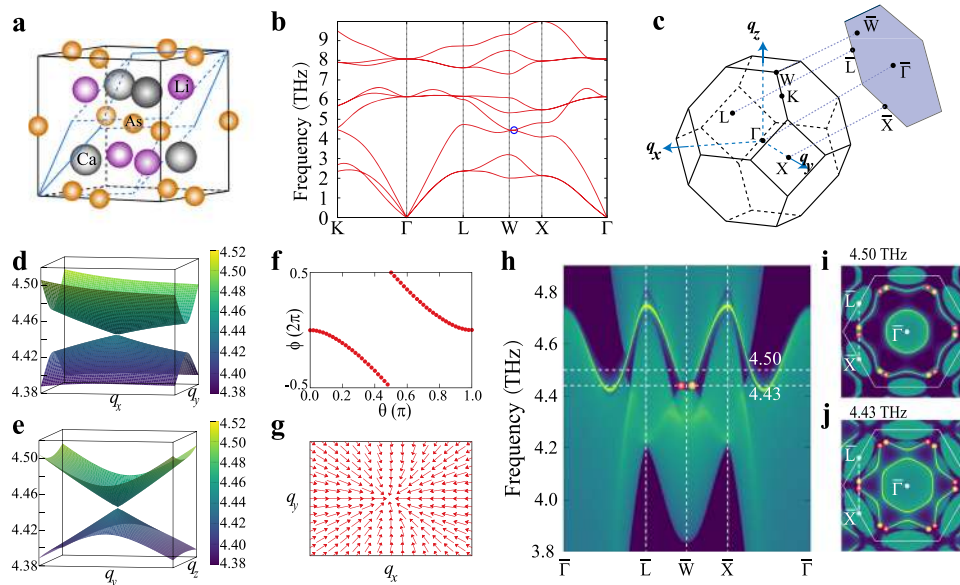 a
Li
As
Ca
b
Frequency (THz)
9
8
7
6
5
4
3
2
1
0
K Γ L W X Γ
c
q_z
W̅
L̅
Γ̅
X̅
W
K
L
Γ
X
q_x
q_y
d
4.50
4.47
4.41
4.38
q_x
q_y
4.52
4.50
4.48
4.46
4.44
4.42
4.40
4.38
e
4.50
4.47
4.41
4.38
q_y
q_z
4.52
4.50
4.48
4.46
4.44
4.42
4.40
4.38
f
ϕ (2π)
0.5
-0.5
0.0 0.2 0.4 0.6 0.8 1.0
θ (π)
g
q_y
q_x
h
Frequency (THz)
4.8
4.6
4.4
4.2
4.0
3.8
4.50
4.43
Γ̅ L̅ W̅ X̅ Γ̅
i
4.50 THz
L̅
Γ̅
X̅
j
4.43 THz
L̅
Γ̅
X̅